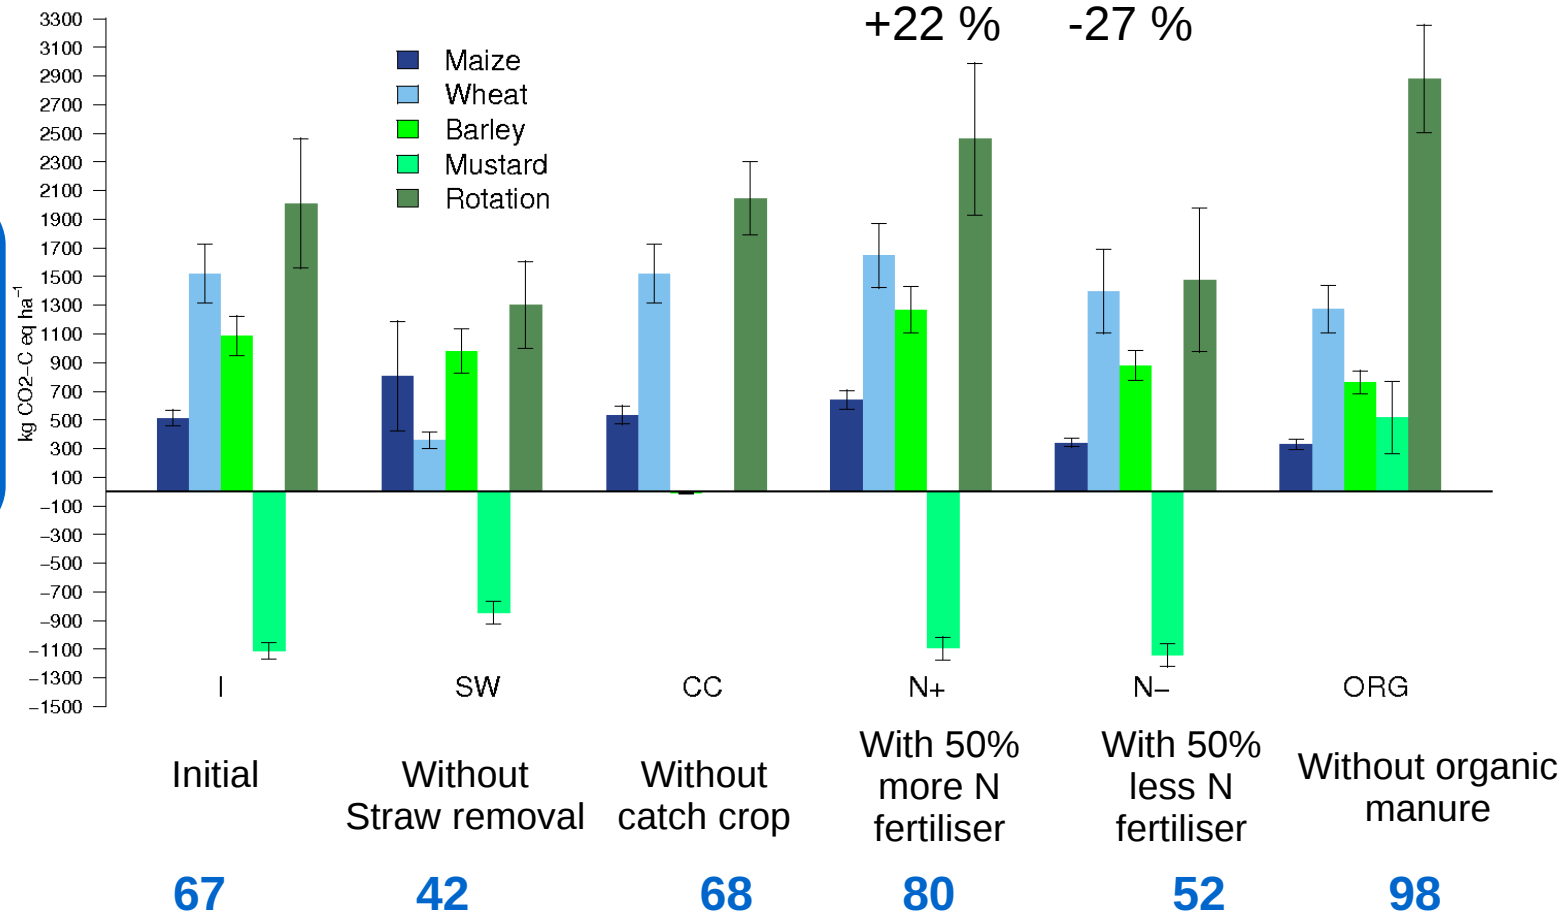 +22 %
-27 %
3300
3100
2900
2700
2500
2300
2100
1900
1700
1500
1300
1100
900
700
500
300
100
−100
−300
−500
−700
−900
−1100
−1300
−1500
kg CO2−C eq ha⁻¹
Maize
Wheat
Barley
Mustard
Rotation
I
SW
CC
N+
N−
ORG
Initial
Without
Straw removal
Without
catch crop
With 50%
more N
fertiliser
With 50%
less N
fertiliser
Without organic
manure
67
42
68
80
52
98